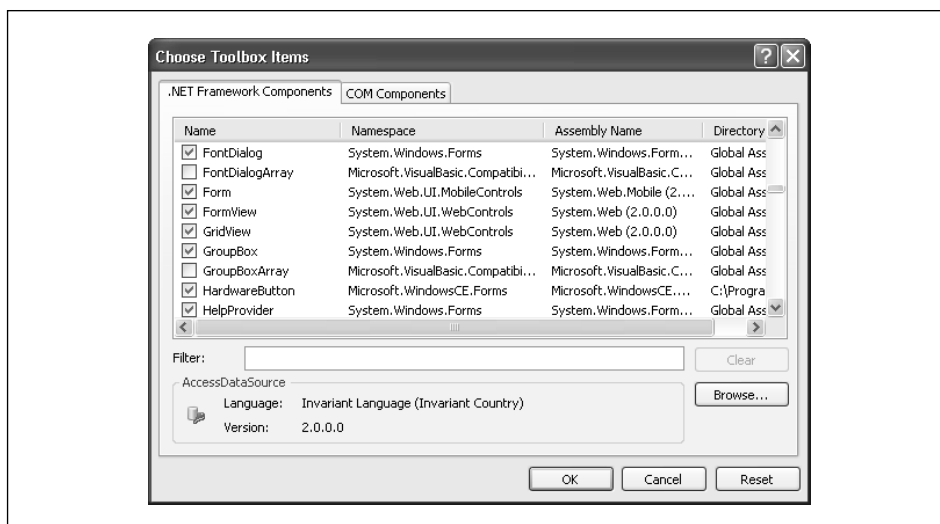 Choose Toolbox Items
.NET Framework Components COM Components
Name Namespace Assembly Name Directory
FontDialog System.Windows.Forms System.Windows.Form... Global Ass
FontDialogArray Microsoft.VisualBasic.Compatibi... Microsoft.VisualBasic.C... Global Ass
Form System.Web.UI.MobileControls System.Web.Mobile (2.... Global Ass
FormView System.Web.UI.WebControls System.Web (2.0.0.0) Global Ass
GridView System.Web.UI.WebControls System.Web (2.0.0.0) Global Ass
GroupBox System.Windows.Forms System.Windows.Form... Global Ass
GroupBoxArray Microsoft.VisualBasic.Compatibi... Microsoft.VisualBasic.C... Global Ass
HardwareButton Microsoft.WindowsCE.Forms Microsoft.WindowsCE.... C:\Progra
HelpProvider System.Windows.Forms System.Windows.Form... Global Ass
Filter: Clear
AccessDataSource
Browse...
Language: Invariant Language (Invariant Country)
Version: 2.0.0.0
OK Cancel Reset